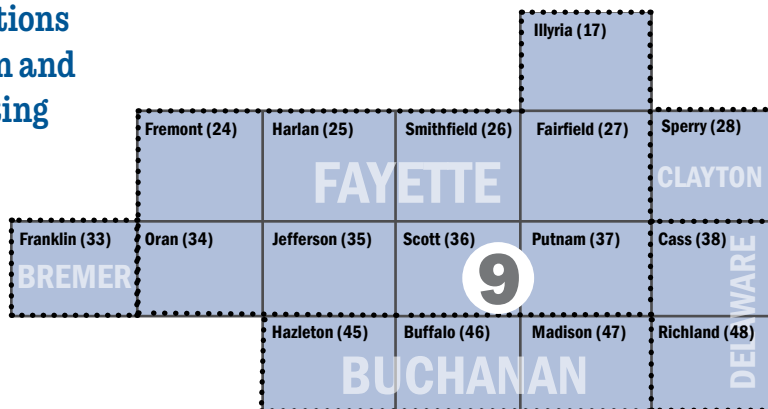 tions
and
ing
Illyria (17)
Fremont (24) Harlan (25) Smithfield (26) Fairfield (27) Sperry (28)
FAYETTE CLAYTON
Franklin (33) Oran (34) Jefferson (35) Scott (36) Putnam (37) Cass (38)
BREMER 9
DELAWARE
Hazleton (45) Buffalo (46) Madison (47) Richland (48)
BUCHANAN